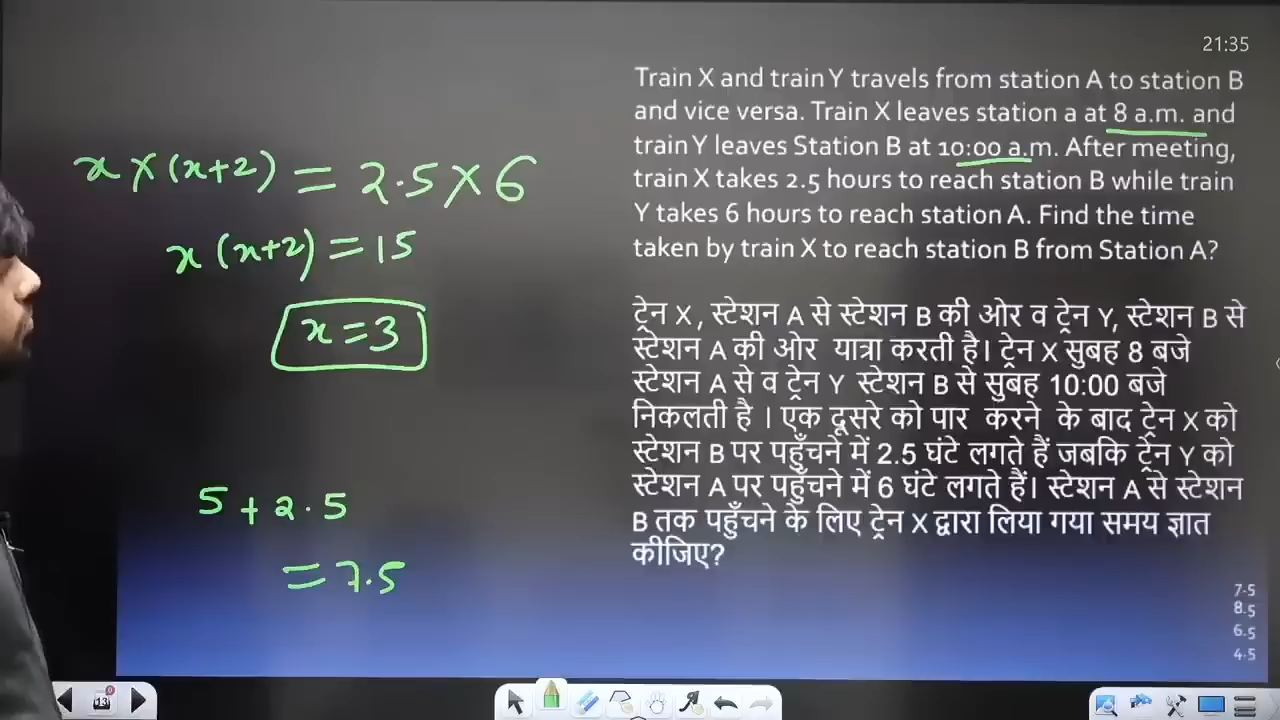 21:35
Train X and train Y travels from station A to station B
and vice versa. Train X leaves station a at 8 a.m. and
train Y leaves Station B at 10:00 a.m. After meeting,
train X takes 2.5 hours to reach station B while train
Y takes 6 hours to reach station A. Find the time
taken by train X to reach station B from Station A?
ट्रेन X, स्टेशन A से स्टेशन B की ओर व ट्रेन Y, स्टेशन B से
स्टेशन A की ओर यात्रा करती है। ट्रेन X सुबह 8 बजे
स्टेशन A से व ट्रेन Y स्टेशन B से सुबह 10:00 बजे
निकलती है । एक दूसरे को पार करने के बाद ट्रेन X को
स्टेशन B पर पहुँचने में 2.5 घंटे लगते हैं जबकि ट्रेन Y को
स्टेशन A पर पहुँचने में 6 घंटे लगते हैं। स्टेशन A से स्टेशन
B तक पहुँचने के लिए ट्रेन X द्वारा लिया गया समय ज्ञात
कीजिए?
7.5
8.5
6.5
4.5
x × (x+2) = 2.5 × 6
x (x+2) = 15
x = 3
5 + 2.5
= 7.5
13